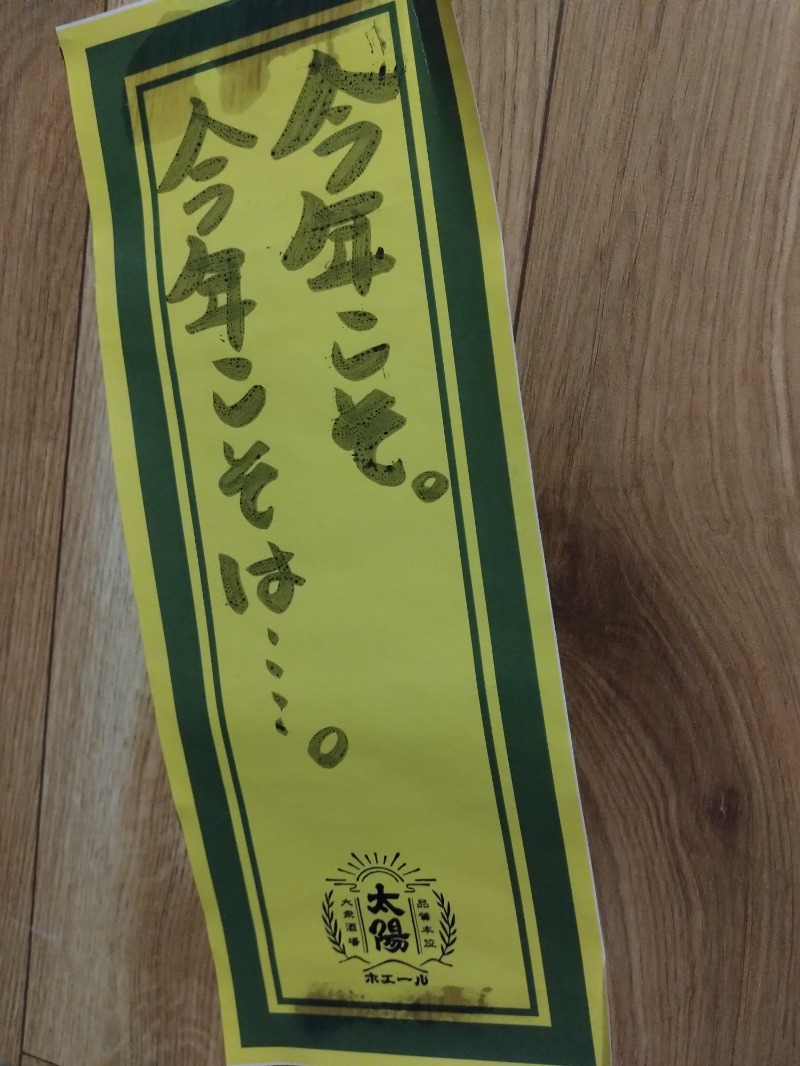 今年こそ。
今年こそは…。
品質本位
太陽
大衆酒場
ホエール